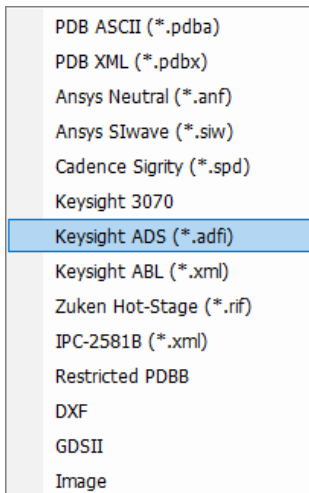 PDB ASCII (*.pdba)
PDB XML (*.pdbx)
Ansys Neutral (*.anf)
Ansys SIwave (*.siw)
Cadence Sigrity (*.spd)
Keysight 3070
Keysight ADS (*.adfi)
Keysight ABL (*.xml)
Zuken Hot-Stage (*.rif)
IPC-2581B (*.xml)
Restricted PDBB
DXF
GDSII
Image